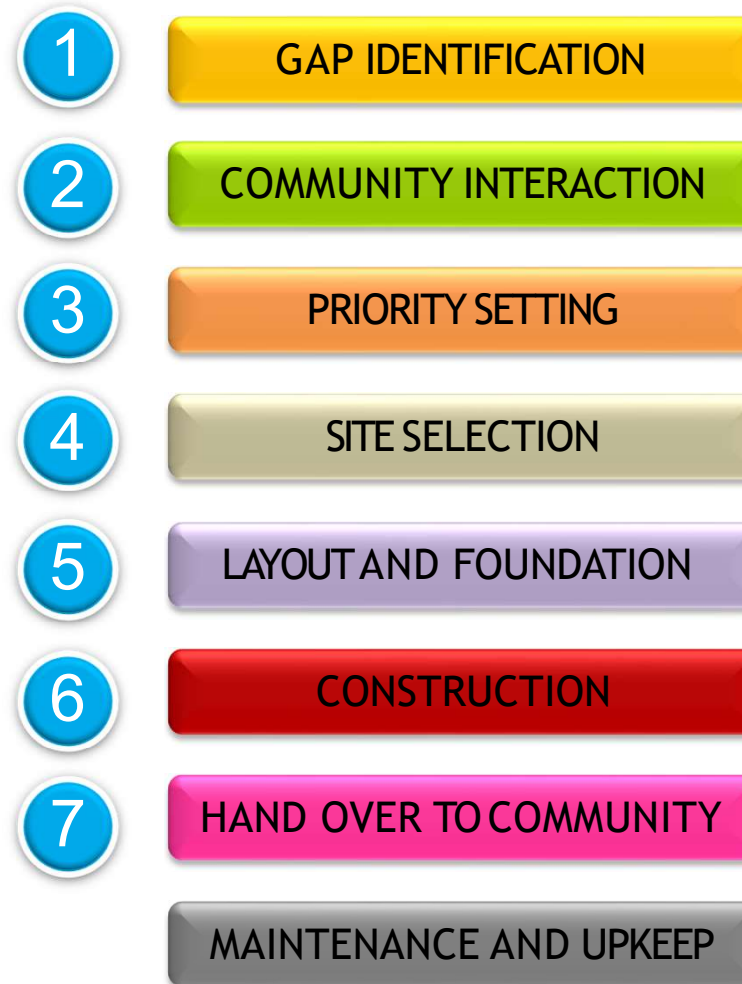 1 GAP IDENTIFICATION
2 COMMUNITY INTERACTION
3 PRIORITY SETTING
4 SITE SELECTION
5 LAYOUT AND FOUNDATION
6 CONSTRUCTION
7 HAND OVER TO COMMUNITY
MAINTENANCE AND UPKEEP